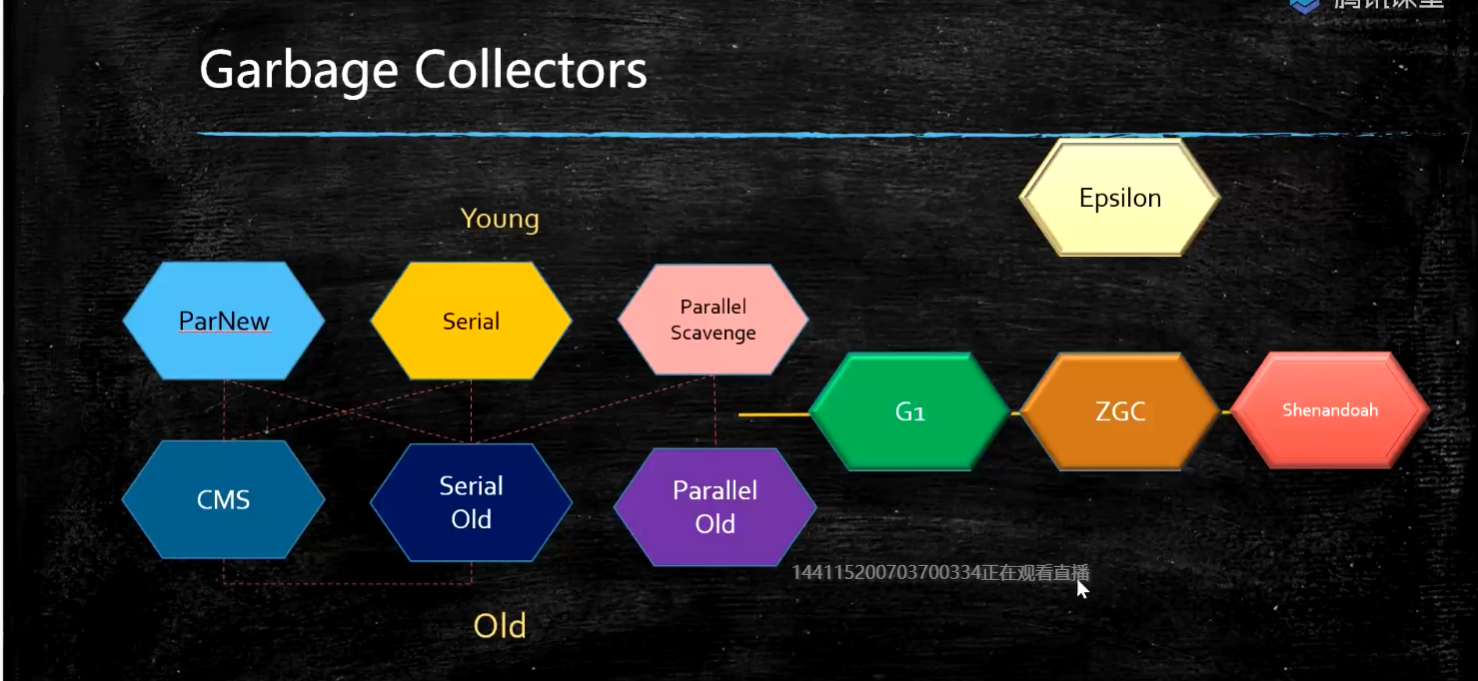 腾讯课堂
Garbage Collectors
Epsilon
Young
ParNew
Serial
Parallel
Scavenge
G1
ZGC
Shenandoah
CMS
Serial
Old
Parallel
Old
144115200703700334正在观看直播
Old